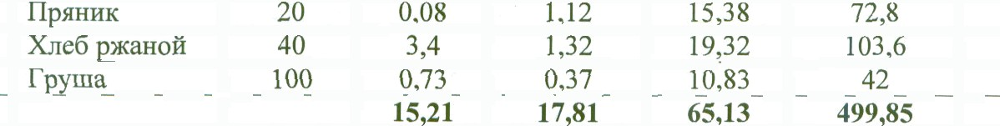 Пряник 20 0,08 1,12 15,38 72,8
Хлеб ржаной 40 3,4 1,32 19,32 103,6
Груша 100 0,73 0,37 10,83 42
15,21 17,81 65,13 499,85